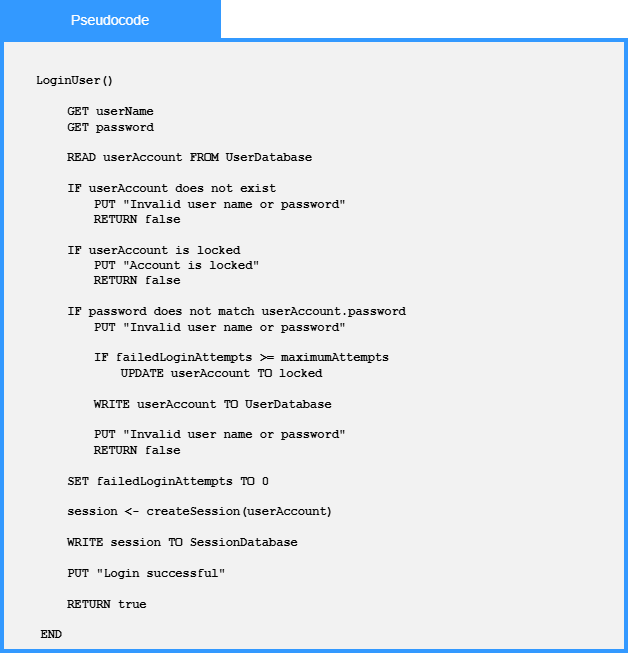 Pseudocode
LoginUser()
GET userName
GET password
READ userAccount FROM UserDatabase
IF userAccount does not exist
PUT "Invalid user name or password"
RETURN false
IF userAccount is locked
PUT "Account is locked"
RETURN false
IF password does not match userAccount.password
PUT "Invalid user name or password"
IF failedLoginAttempts >= maximumAttempts
UPDATE userAccount TO locked
WRITE userAccount TO UserDatabase
PUT "Invalid user name or password"
RETURN false
SET failedLoginAttempts TO 0
session <- createSession(userAccount)
WRITE session TO SessionDatabase
PUT "Login successful"
RETURN true
END